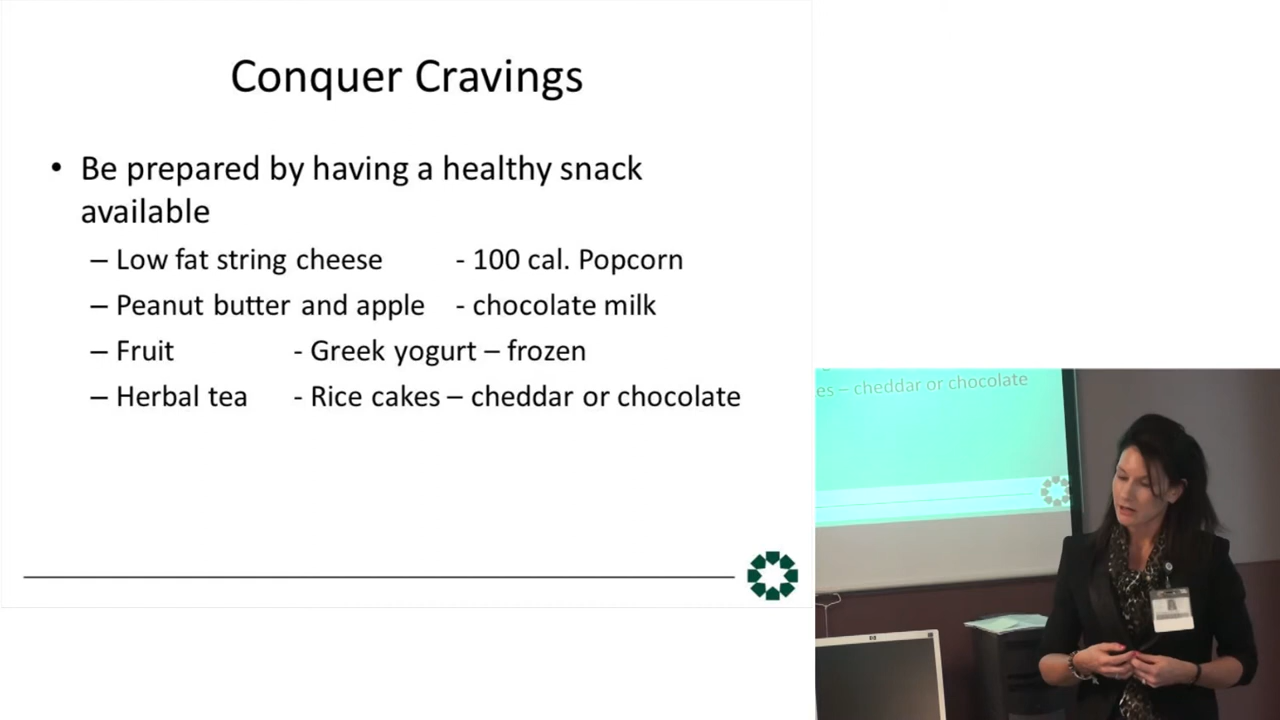 Conquer Cravings
• Be prepared by having a healthy snack
available
– Low fat string cheese - 100 cal. Popcorn
– Peanut butter and apple - chocolate milk
– Fruit - Greek yogurt – frozen
– Herbal tea - Rice cakes – cheddar or chocolate
es – cheddar or chocolate
hp